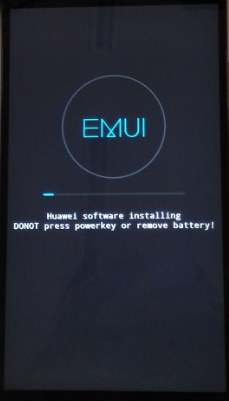 EMUI
Huawei software installing
DONOT press powerkey or remove battery!